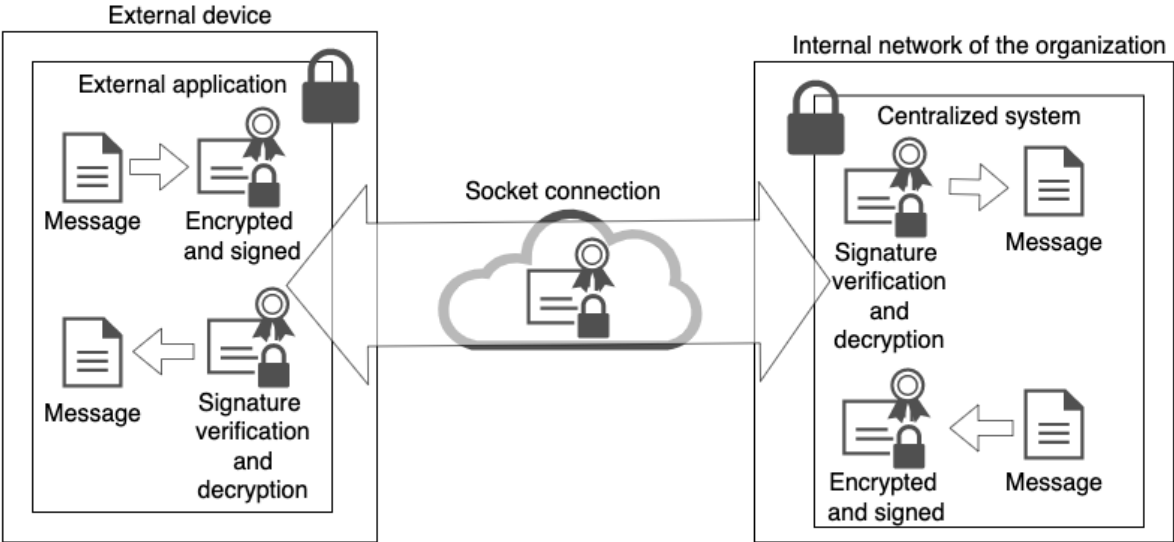 External device
External application
Message
Encrypted
and signed
Message
Signature
verification
and
decryption
Socket connection
Internal network of the organization
Centralized system
Signature
verification
and
decryption
Message
Encrypted
and signed
Message